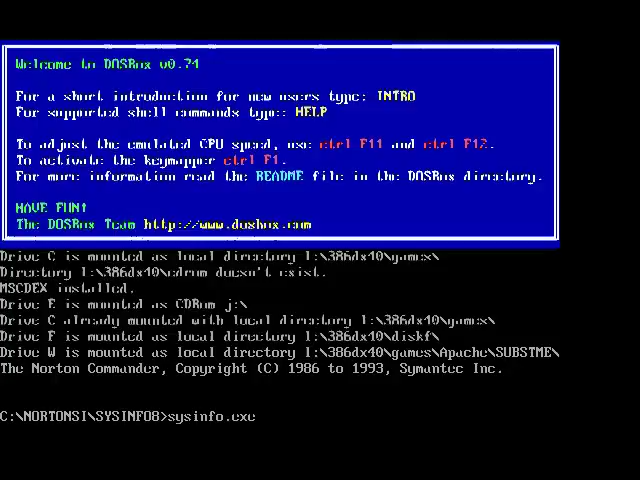 Welcome to DOSBox v0.74
For a short introduction for new users type: INTRO
For supported shell commands type: HELP
To adjust the emulated CPU speed, use ctrl F11 and ctrl F12.
To activate the keymapper ctrl F1.
For more information read the README file in the DOSBox directory.
HAVE FUN!
The DOSBox Team http://www.dosbox.com
Drive C is mounted as local directory l:\386dx40\games\
Directory l:\386dx40\cdrom doesn't exist.
MSCDEX installed.
Drive E is mounted as CDRom j:\
Drive C already mounted with local directory l:\386dx40\games\
Drive F is mounted as local directory l:\386dx40\diskf\
Drive W is mounted as local directory l:\386dx40\games\Apache\SUBSTME\
The Norton Commander, Copyright (C) 1986 to 1993, Symantec Inc.
C:\NORTONSI\SYSINFO8>sysinfo.exe